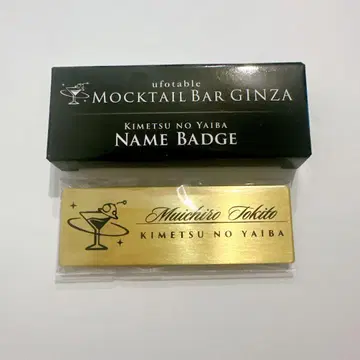 ufotable
MOCKTAIL BAR GINZA
KIMETSU NO YAIBA
NAME BADGE
Muichiro Tokito
KIMETSU NO YAIBA